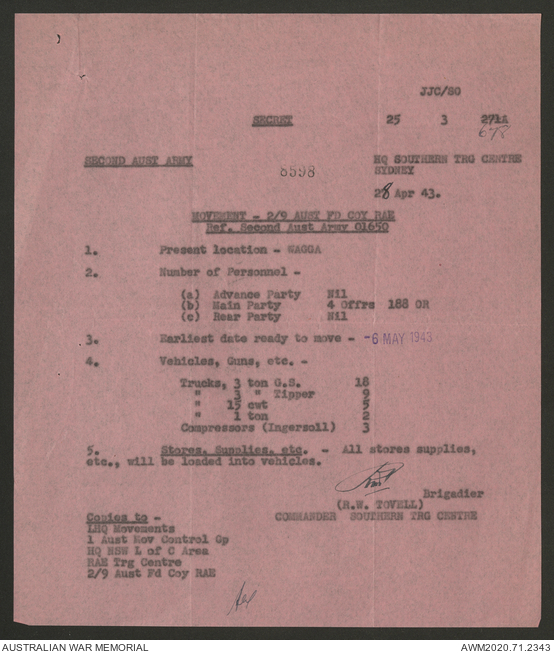 JJC/SO
SECRET 25 3 271A
678
SECOND AUST ARMY 8598 HQ SOUTHERN TRG CENTRE
SYDNEY
28 Apr 43.
MOVEMENT - 2/9 AUST FD COY RAE
Ref. Second Aust Army 01650
1. Present location - WAGGA
2. Number of Personnel -
(a) Advance Party Nil
(b) Main Party 4 Offrs 188 OR
(c) Rear Party Nil
3. Earliest date ready to move - -6 MAY 1943
4. Vehicles, Guns, etc. -
Trucks, 3 ton G.S. 18
" 3 " Tipper 9
" 15 cwt 5
" 1 ton 2
Compressors (Ingersoll) 3
5. Stores, Supplies, etc. - All stores supplies,
etc., will be loaded into vehicles.
Brigadier
(R.W. TOVELL)
COMMANDER SOUTHERN TRG CENTRE
Copies to -
LHQ Movements
1 Aust Mov Control Gp
HQ NSW L of C Area
RAE Trg Centre
2/9 Aust Fd Coy RAE
AUSTRALIAN WAR MEMORIAL AWM2020.71.2343